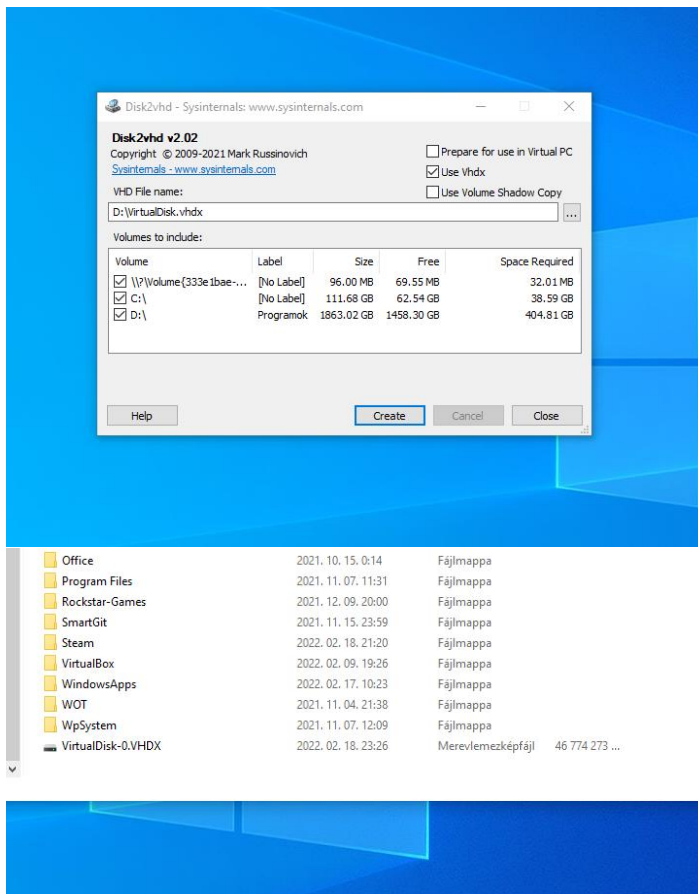 Disk2vhd - Sysinternals: www.sysinternals.com
Disk2vhd v2.02
Copyright © 2009-2021 Mark Russinovich
Sysinternals - www.sysinternals.com
Prepare for use in Virtual PC
Use Vhdx
Use Volume Shadow Copy
VHD File name:
D:\VirtualDisk.vhdx
...
Volumes to include:
Volume Label Size Free Space Required
\\?\Volume{333e1bae-... [No Label] 96.00 MB 69.55 MB 32.01 MB
C:\ [No Label] 111.68 GB 62.54 GB 38.59 GB
D:\ Programok 1863.02 GB 1458.30 GB 404.81 GB
Help Create Cancel Close
Office 2021. 10. 15. 0:14 Fájlmappa
Program Files 2021. 11. 07. 11:31 Fájlmappa
Rockstar-Games 2021. 12. 09. 20:00 Fájlmappa
SmartGit 2021. 11. 15. 23:59 Fájlmappa
Steam 2022. 02. 18. 21:20 Fájlmappa
VirtualBox 2022. 02. 09. 19:26 Fájlmappa
WindowsApps 2022. 02. 17. 10:23 Fájlmappa
WOT 2021. 11. 04. 21:38 Fájlmappa
WpSystem 2021. 11. 07. 12:09 Fájlmappa
VirtualDisk-0.VHDX 2022. 02. 18. 23:26 Merevlemezképfájl 46 774 273 ...